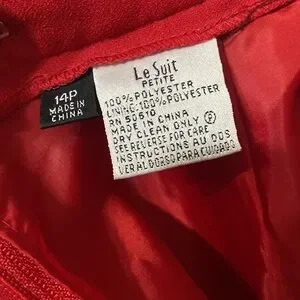 14P
MADE IN
CHINA
Le Suit
PETITE
100% POLYESTER
LINING-100% POLYESTER
RN 50610
MADE IN CHINA
DRY CLEAN ONLY Ⓟ
SEE REVERSE FOR CARE
INSTRUCTIONS AU DOS
VER AL DORSO PARA CUIDADO